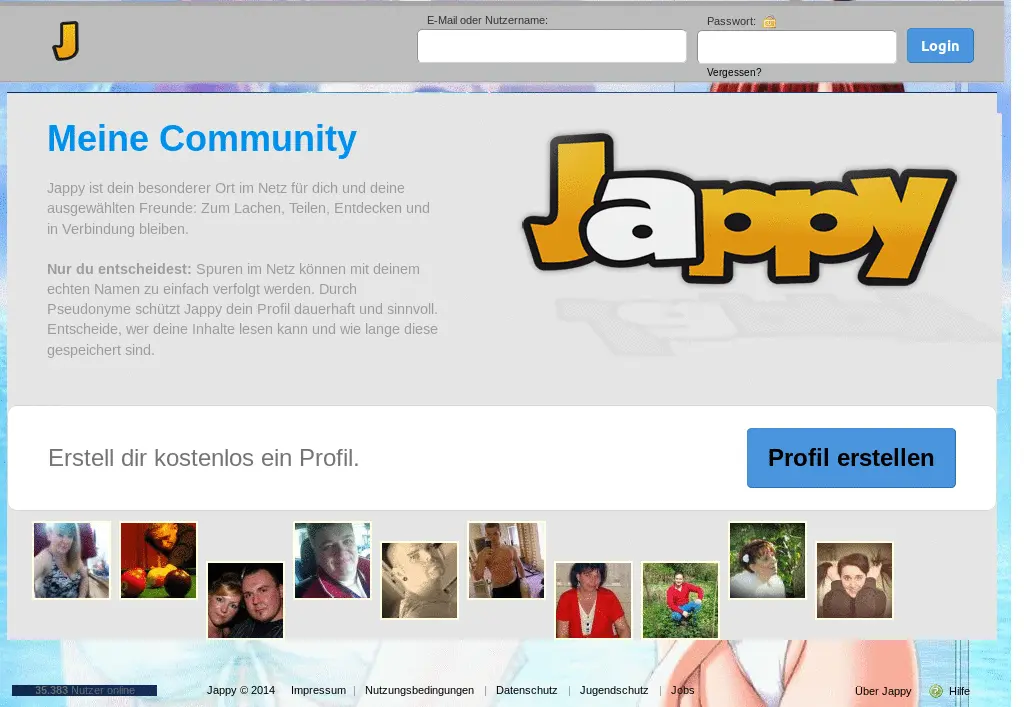 J
E-Mail oder Nutzername:
Passwort:
Login
Vergessen?
Meine Community
Jappy ist dein besonderer Ort im Netz für dich und deine
ausgewählten Freunde: Zum Lachen, Teilen, Entdecken und
in Verbindung bleiben.
Nur du entscheidest: Spuren im Netz können mit deinem
echten Namen zu einfach verfolgt werden. Durch
Pseudonyme schützt Jappy dein Profil dauerhaft und sinnvoll.
Entscheide, wer deine Inhalte lesen kann und wie lange diese
gespeichert sind.
Jappy
Erstell dir kostenlos ein Profil.
Profil erstellen
35.383 Nutzer online
Jappy © 2014 Impressum | Nutzungsbedingungen | Datenschutz | Jugendschutz | Jobs
Über Jappy ? Hilfe